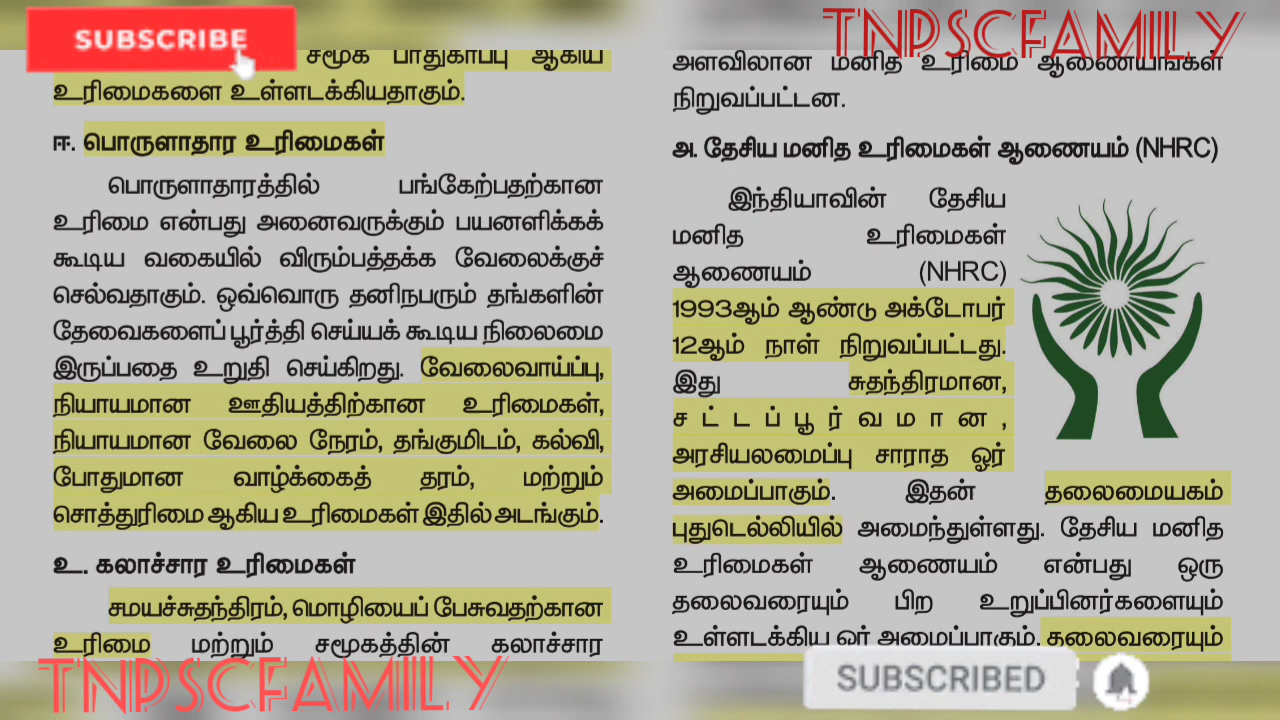 SUBSCRIBE
TNPSCFAMILY
சமூக பாதுகாப்பு ஆகிய
உரிமைகளை உள்ளடக்கியதாகும்.
ஈ. பொருளாதார உரிமைகள்
பொருளாதாரத்தில் பங்கேற்பதற்கான
உரிமை என்பது அனைவருக்கும் பயனளிக்கக்
கூடிய வகையில் விரும்பத்தக்க வேலைக்குச்
செல்வதாகும். ஒவ்வொரு தனிநபரும் தங்களின்
தேவைகளைப் பூர்த்தி செய்யக் கூடிய நிலைமை
இருப்பதை உறுதி செய்கிறது. வேலைவாய்ப்பு,
நியாயமான ஊதியத்திற்கான உரிமைகள்,
நியாயமான வேலை நேரம், தங்குமிடம், கல்வி,
போதுமான வாழ்க்கைத் தரம், மற்றும்
சொத்துரிமை ஆகிய உரிமைகள் இதில் அடங்கும்.
உ. கலாச்சார உரிமைகள்
சமயச்சுதந்திரம், மொழியைப் பேசுவதற்கான
உரிமை மற்றும் சமூகத்தின் கலாச்சார
அளவிலான மனித உரிமை ஆணையங்கள்
நிறுவப்பட்டன.
அ. தேசிய மனித உரிமைகள் ஆணையம் (NHRC)
இந்தியாவின் தேசிய
மனித உரிமைகள்
ஆணையம் (NHRC)
1993ஆம் ஆண்டு அக்டோபர்
12ஆம் நாள் நிறுவப்பட்டது.
இது சுதந்திரமான,
சட்டப்பூர்வமான,
அரசியலமைப்பு சாராத ஓர்
அமைப்பாகும். இதன் தலைமையகம்
புதுடெல்லியில் அமைந்துள்ளது. தேசிய மனித
உரிமைகள் ஆணையம் என்பது ஒரு
தலைவரையும் பிற உறுப்பினர்களையும்
உள்ளடக்கிய ஓர் அமைப்பாகும். தலைவரையும்
TNPSCFAMILY
SUBSCRIBED